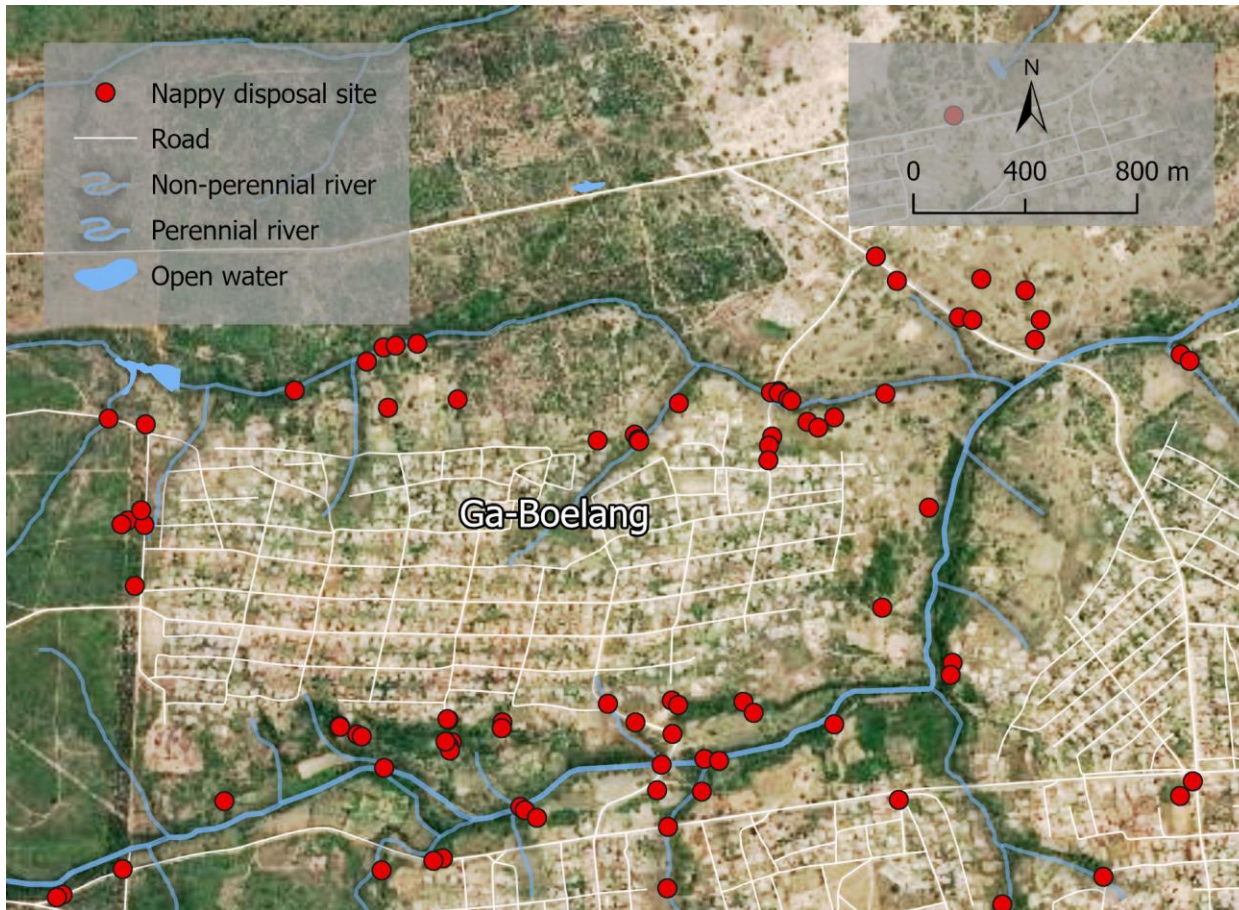 Nappy disposal site
Road
Non-perennial river
Perennial river
Open water
N
0 400 800 m
Ga-Boelang